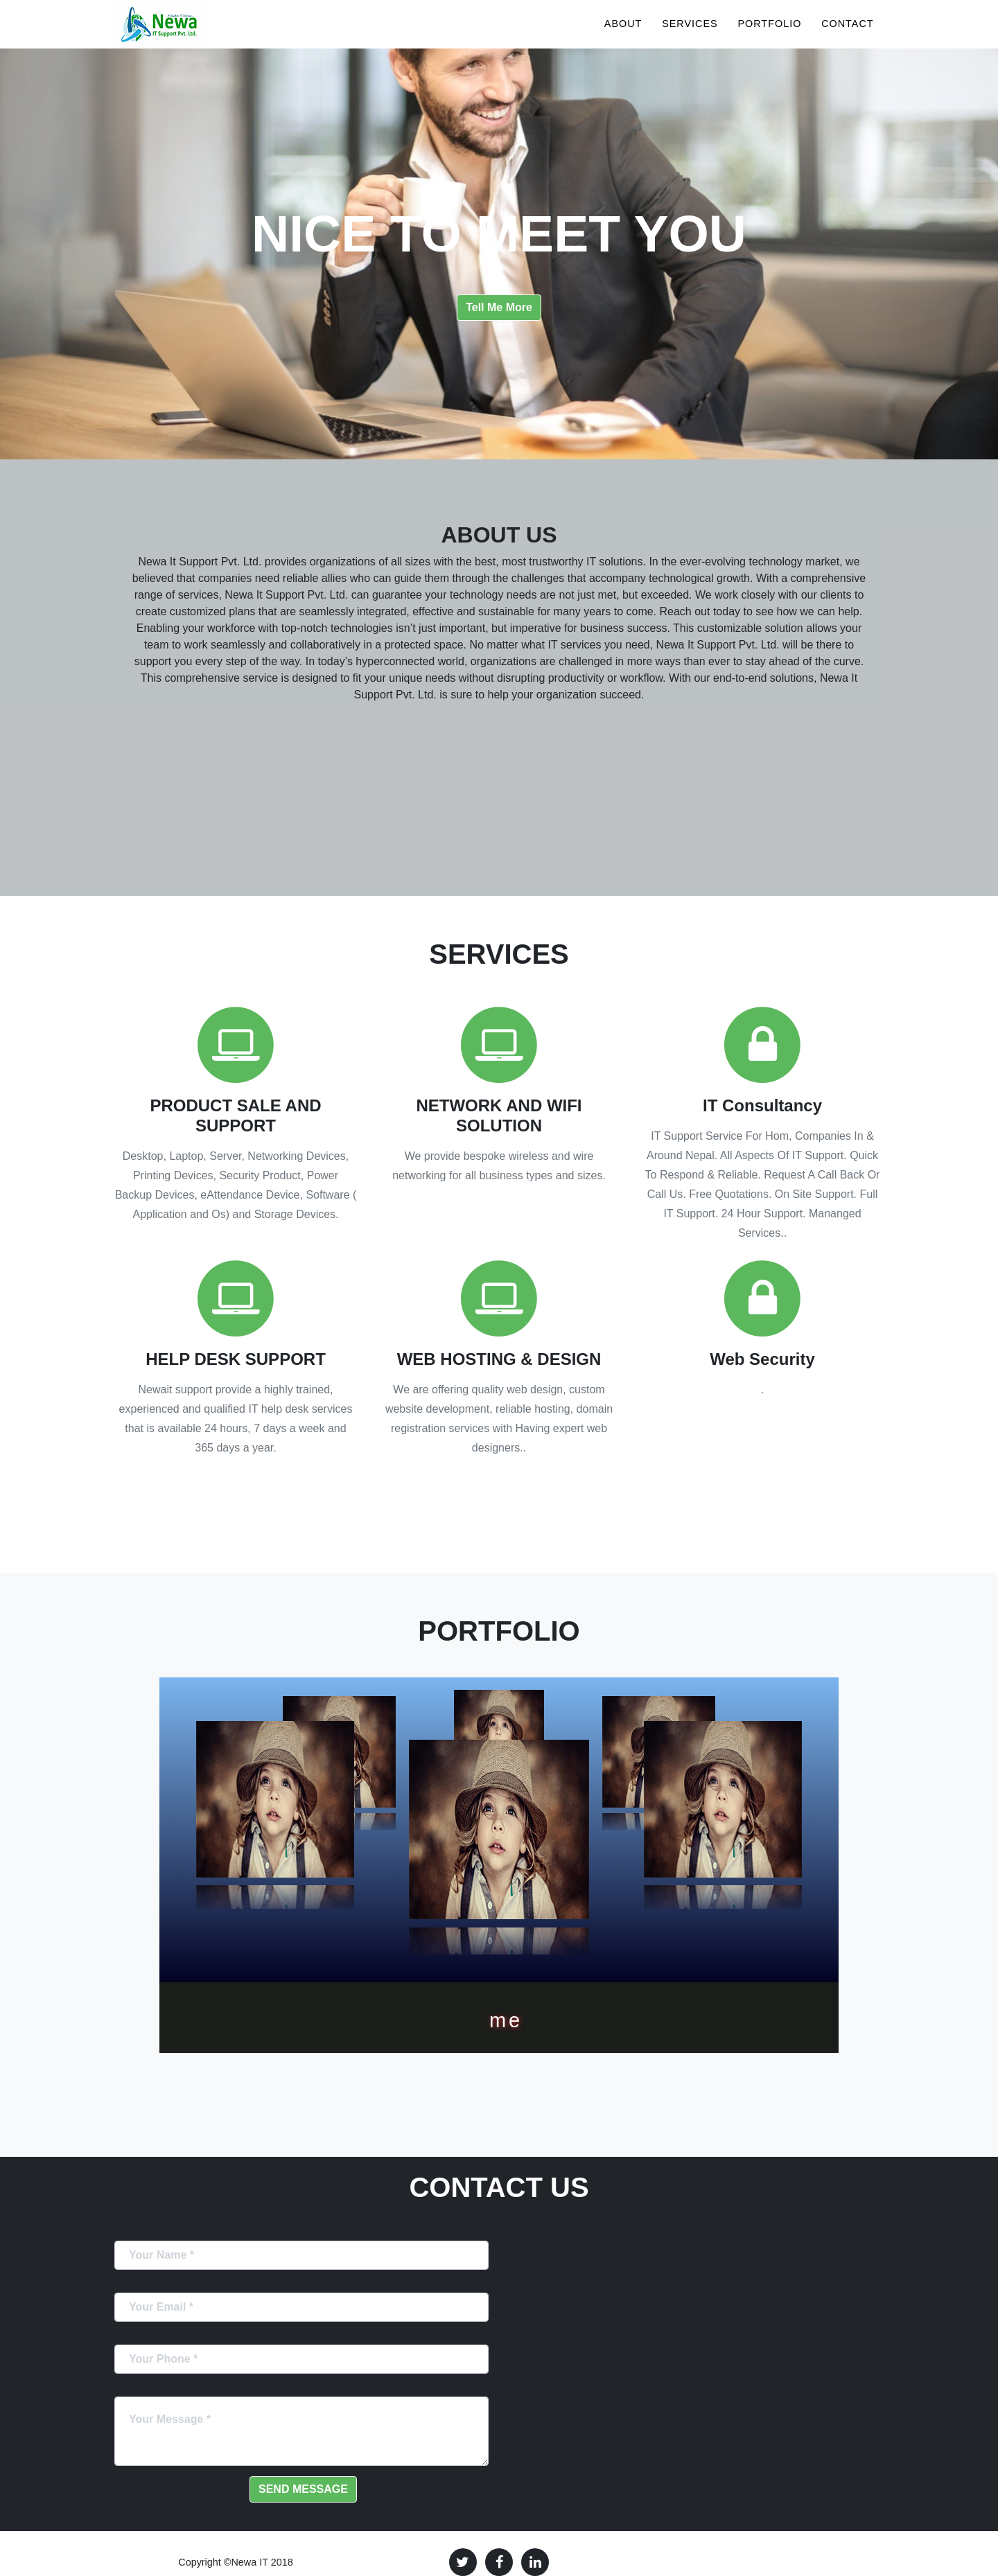 Newa
IT Support Pvt. Ltd.
ABOUT SERVICES PORTFOLIO CONTACT
NICE TO MEET YOU
Tell Me More
ABOUT US
Newa It Support Pvt. Ltd. provides organizations of all sizes with the best, most trustworthy IT solutions. In the ever-evolving technology market, we
believed that companies need reliable allies who can guide them through the challenges that accompany technological growth. With a comprehensive
range of services, Newa It Support Pvt. Ltd. can guarantee your technology needs are not just met, but exceeded. We work closely with our clients to
create customized plans that are seamlessly integrated, effective and sustainable for many years to come. Reach out today to see how we can help.
Enabling your workforce with top-notch technologies isn’t just important, but imperative for business success. This customizable solution allows your
team to work seamlessly and collaboratively in a protected space. No matter what IT services you need, Newa It Support Pvt. Ltd. will be there to
support you every step of the way. In today’s hyperconnected world, organizations are challenged in more ways than ever to stay ahead of the curve.
This comprehensive service is designed to fit your unique needs without disrupting productivity or workflow. With our end-to-end solutions, Newa It
Support Pvt. Ltd. is sure to help your organization succeed.
SERVICES
PRODUCT SALE AND
SUPPORT
Desktop, Laptop, Server, Networking Devices,
Printing Devices, Security Product, Power
Backup Devices, eAttendance Device, Software (
Application and Os) and Storage Devices.
NETWORK AND WIFI
SOLUTION
We provide bespoke wireless and wire
networking for all business types and sizes.
IT Consultancy
IT Support Service For Hom, Companies In &
Around Nepal. All Aspects Of IT Support. Quick
To Respond & Reliable. Request A Call Back Or
Call Us. Free Quotations. On Site Support. Full
IT Support. 24 Hour Support. Mananged
Services..
HELP DESK SUPPORT
Newait support provide a highly trained,
experienced and qualified IT help desk services
that is available 24 hours, 7 days a week and
365 days a year.
WEB HOSTING & DESIGN
We are offering quality web design, custom
website development, reliable hosting, domain
registration services with Having expert web
designers..
Web Security
.
PORTFOLIO
me
CONTACT US
Your Name *
Your Email *
Your Phone *
Your Message *
SEND MESSAGE
Copyright ©Newa IT 2018